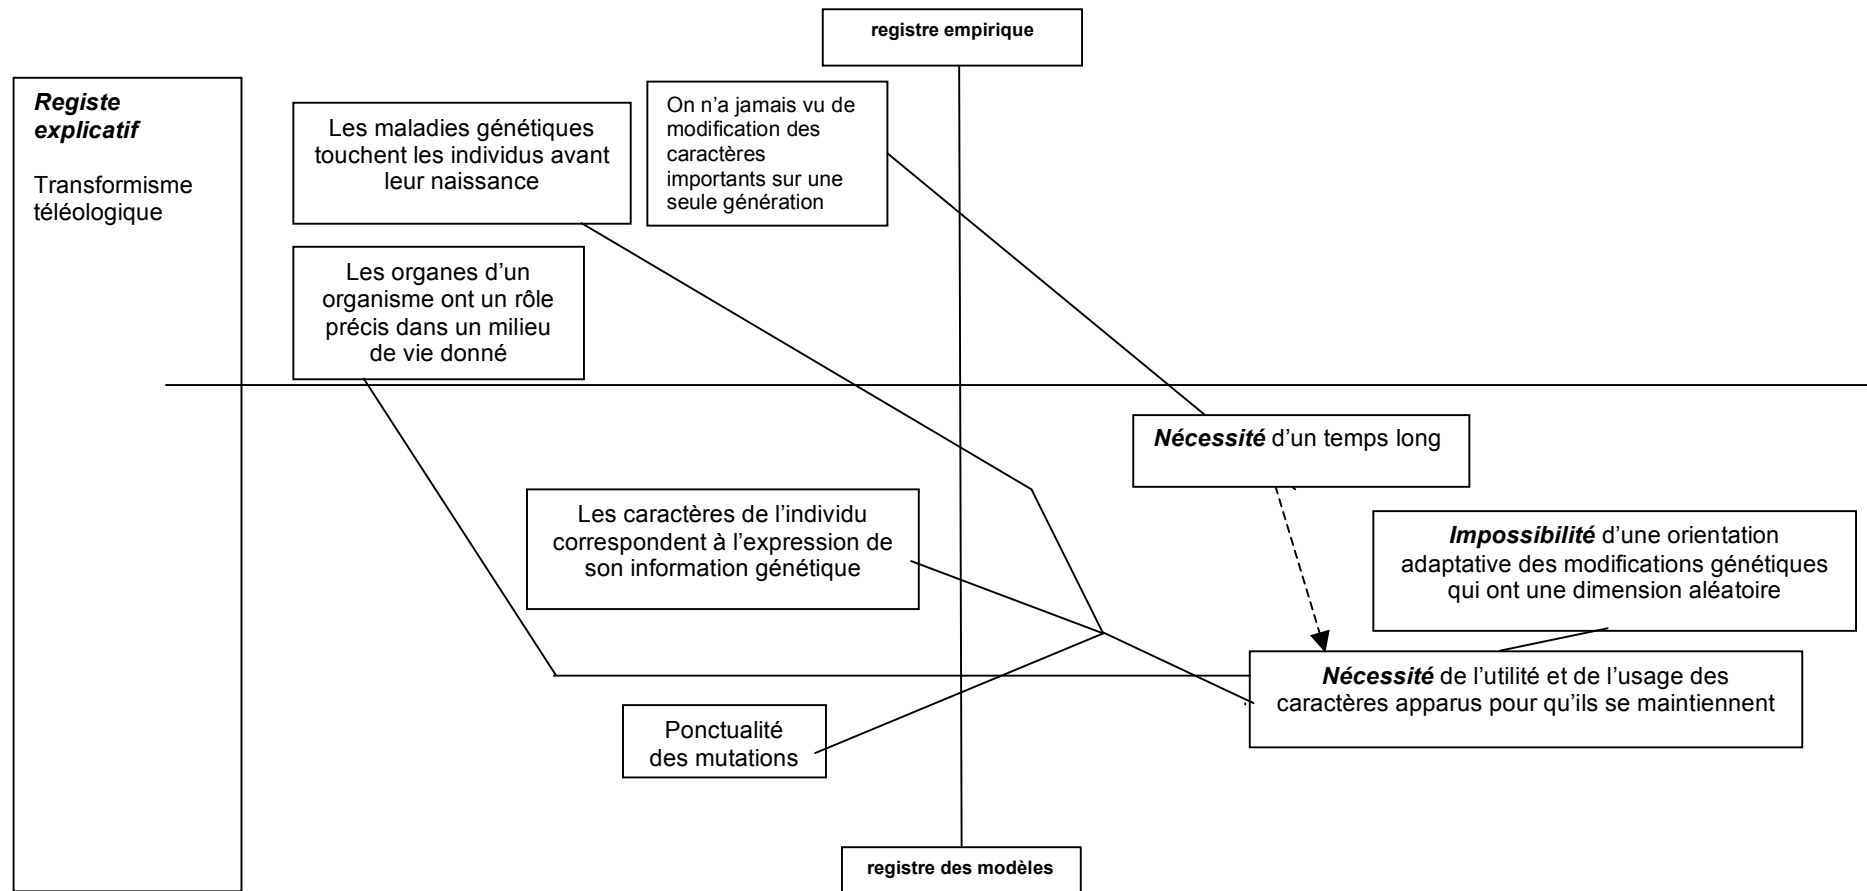 registre empirique
Registe
explicatif
Transformisme
téléologique
Les maladies génétiques
touchent les individus avant
leur naissance
On n’a jamais vu de
modification des
caractères
importants sur une
seule génération
Les organes d’un
organisme ont un rôle
précis dans un milieu
de vie donné
Nécessité d’un temps long
Les caractères de l’individu
correspondent à l’expression de
son information génétique
Impossibilité d’une orientation
adaptative des modifications génétiques
qui ont une dimension aléatoire
Nécessité de l’utilité et de l’usage des
caractères apparus pour qu’ils se maintiennent
Ponctualité
des mutations
registre des modèles